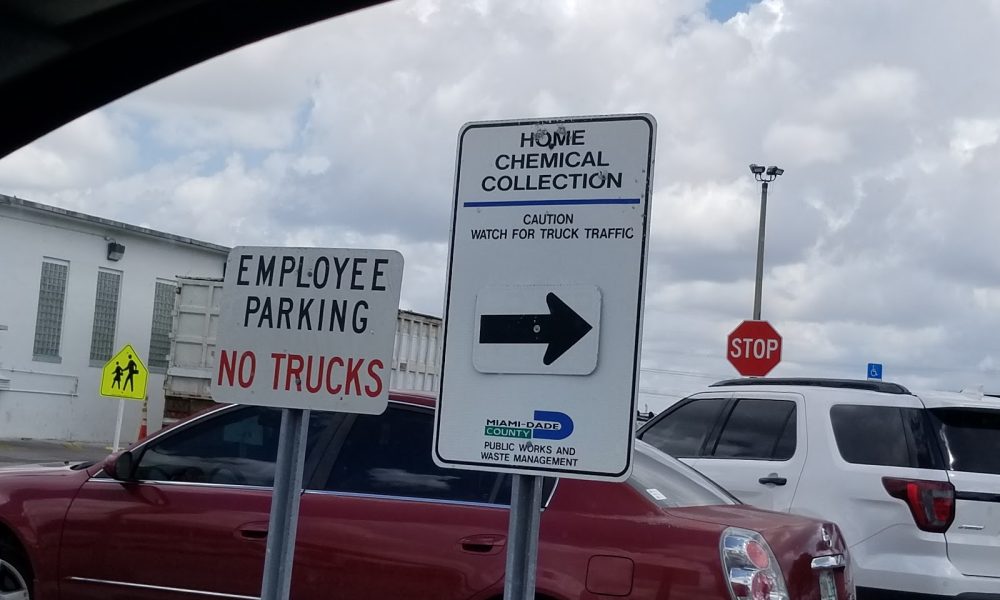 HOME
CHEMICAL
COLLECTION
CAUTION
WATCH FOR TRUCK TRAFFIC
MIAMI-DADE
COUNTY
PUBLIC WORKS AND
WASTE MANAGEMENT
EMPLOYEE
PARKING
NO TRUCKS
STOP